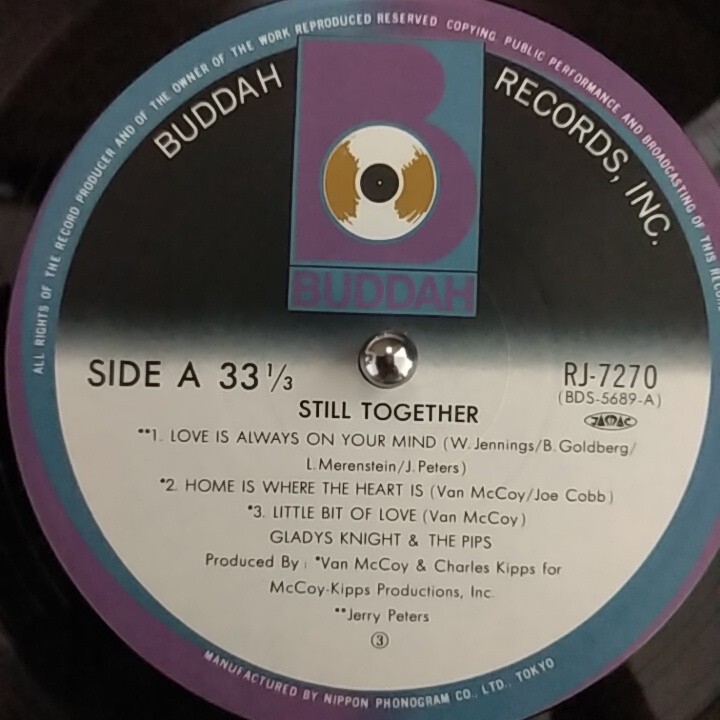 ALL RIGHTS OF THE RECORD PRODUCER AND OF THE OWNER OF THE WORK REPRODUCED RESERVED COPYING, PUBLIC PERFORMANCE AND BROADCASTING OF THIS
BUDDAH RECORDS, INC.
B
BUDDAH
SIDE A 33 1/3
RJ-7270
(BDS-5689-A)
JASRAC
STILL TOGETHER
**1. LOVE IS ALWAYS ON YOUR MIND (W. Jennings/B. Goldberg/
L. Merenstein/J. Peters)
*2. HOME IS WHERE THE HEART IS (Van McCoy/Joe Cobb)
*3. LITTLE BIT OF LOVE (Van McCoy)
GLADYS KNIGHT & THE PIPS
Produced By: *Van McCoy & Charles Kipps for
McCoy-Kipps Productions, Inc.
**Jerry Peters
③
MANUFACTURED BY NIPPON PHONOGRAM CO., LTD., TOKYO